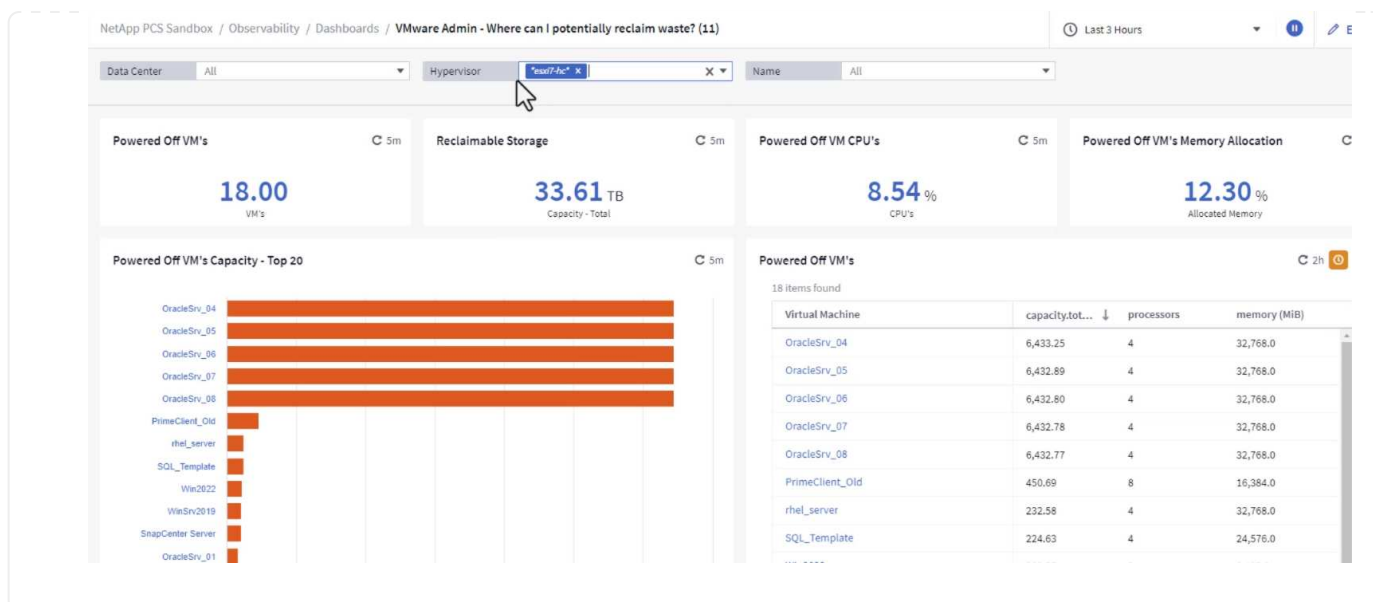 NetApp PCS Sandbox / Observability / Dashboards / VMware Admin - Where can I potentially reclaim waste? (11)
Last 3 Hours
Data Center All
Hypervisor "esxi7-hc" x
Name All
Powered Off VM's 5m
18.00
VM's
Reclaimable Storage 5m
33.61 TB
Capacity - Total
Powered Off VM CPU's 5m
8.54 %
CPU's
Powered Off VM's Memory Allocation
12.30 %
Allocated Memory
Powered Off VM's Capacity - Top 20 5m
OracleSrv_04
OracleSrv_05
OracleSrv_06
OracleSrv_07
OracleSrv_08
PrimeClient_Old
rhel_server
SQL_Template
Win2022
WinSrv2019
SnapCenter Server
OracleSrv_01
Powered Off VM's 2h
18 items found
Virtual Machine capacity.tot... ↓ processors memory (MiB)
OracleSrv_04 6,433.25 4 32,768.0
OracleSrv_05 6,432.89 4 32,768.0
OracleSrv_06 6,432.80 4 32,768.0
OracleSrv_07 6,432.78 4 32,768.0
OracleSrv_08 6,432.77 4 32,768.0
PrimeClient_Old 450.69 8 16,384.0
rhel_server 232.58 4 32,768.0
SQL_Template 224.63 4 24,576.0